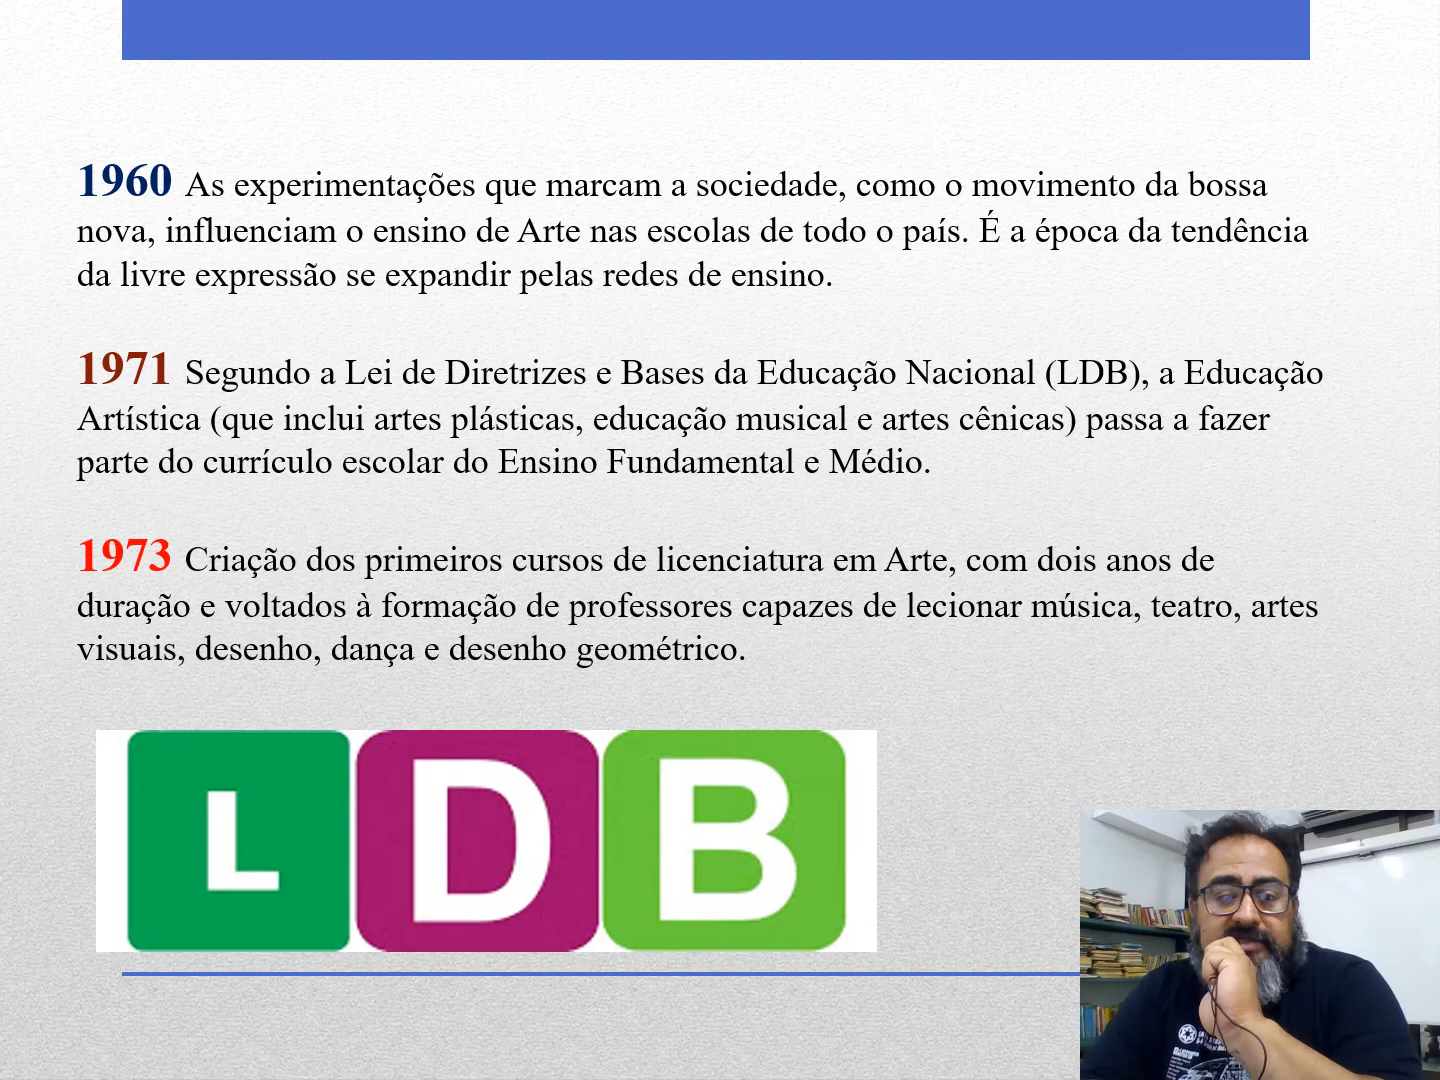 1960 As experimentações que marcam a sociedade, como o movimento da bossa
nova, influenciam o ensino de Arte nas escolas de todo o país. É a época da tendência
da livre expressão se expandir pelas redes de ensino.
1971 Segundo a Lei de Diretrizes e Bases da Educação Nacional (LDB), a Educação
Artística (que inclui artes plásticas, educação musical e artes cênicas) passa a fazer
parte do currículo escolar do Ensino Fundamental e Médio.
1973 Criação dos primeiros cursos de licenciatura em Arte, com dois anos de
duração e voltados à formação de professores capazes de lecionar música, teatro, artes
visuais, desenho, dança e desenho geométrico.
LDB